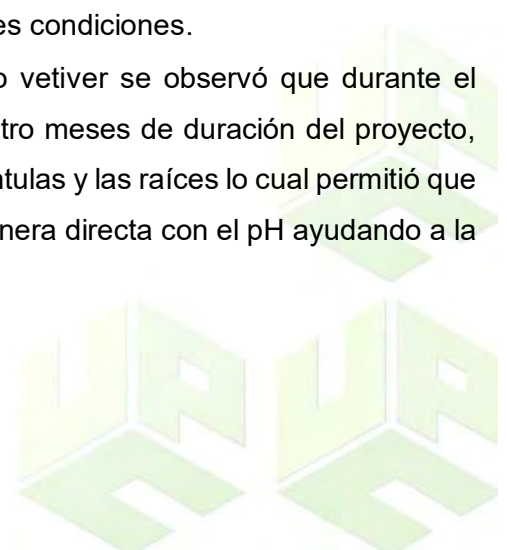 es condiciones.
o vetiver se observó que durante el
tro meses de duración del proyecto,
ntulas y las raíces lo cual permitió que
nera directa con el pH ayudando a la